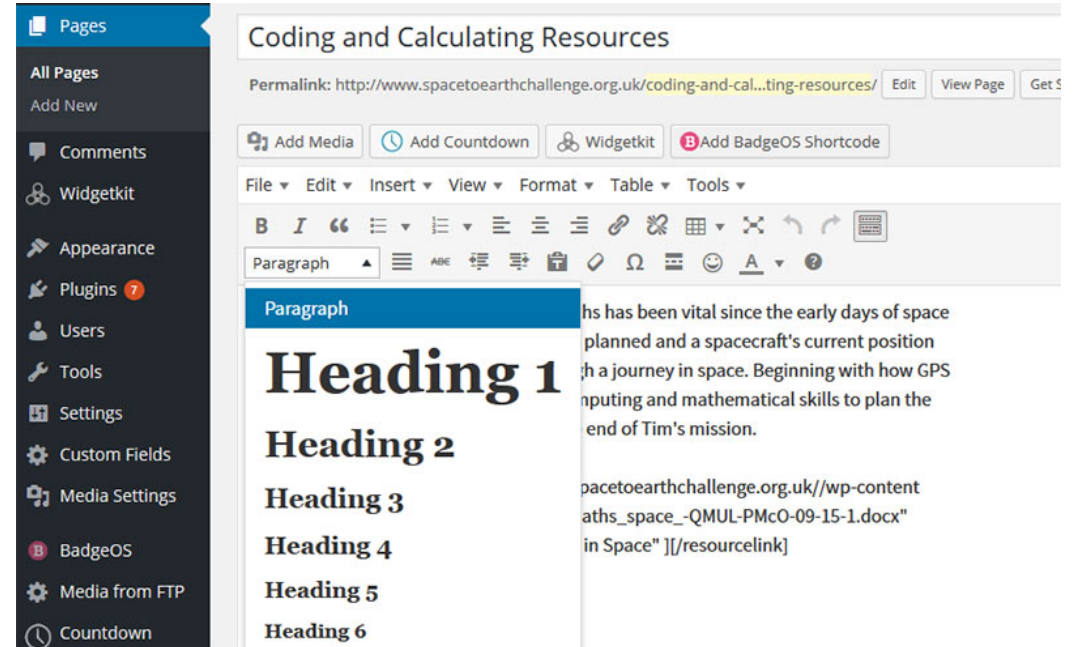 Pages
All Pages
Add New
Comments
Widgetkit
Appearance
Plugins 7
Users
Tools
Settings
Custom Fields
Media Settings
BadgeOS
Media from FTP
Countdown
Coding and Calculating Resources
Permalink: http://www.spacetoearthchallenge.org.uk/coding-and-cal...ting-resources/ Edit View Page Get S
Add Media Add Countdown Widgetkit Add BadgeOS Shortcode
File Edit Insert View Format Table Tools
Paragraph ABC A
Paragraph
Heading 1
Heading 2
Heading 3
Heading 4
Heading 5
Heading 6
hs has been vital since the early days of space
planned and a spacecraft's current position
h a journey in space. Beginning with how GPS
nputing and mathematical skills to plan the
end of Tim's mission.
pacetoearthchallenge.org.uk//wp-content
aths_space_-QMUL-PMcO-09-15-1.docx"
in Space" ][/resourcelink]